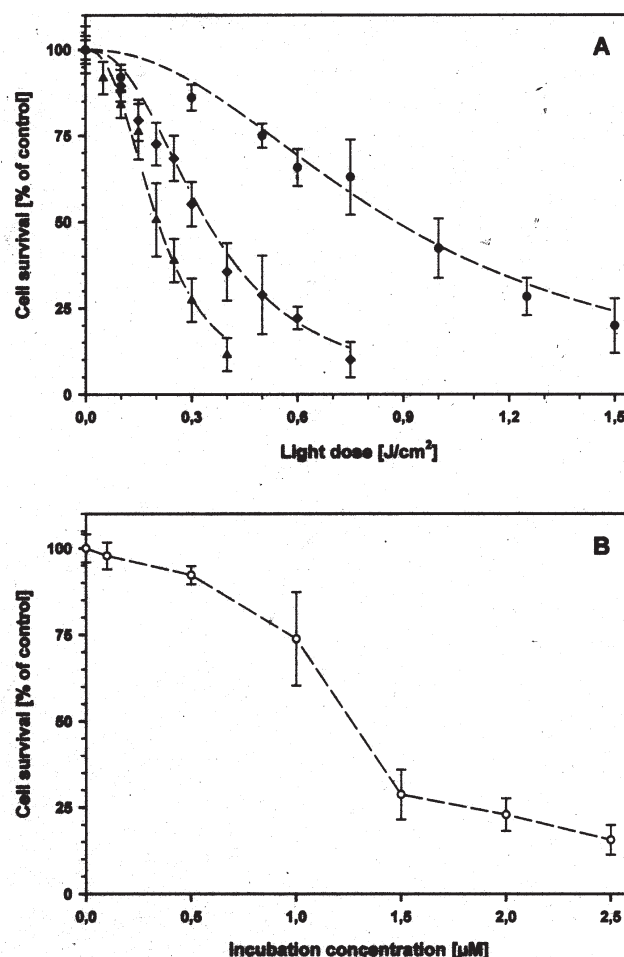 A
Cell survival [% of control]
100
75
50
25
0
0,0 0,3 0,6 0,9 1,2 1,5
Light dose [J/cm²]
B
Cell survival [% of control]
100
75
50
25
0
0,0 0,5 1,0 1,5 2,0 2,5
Incubation concentration [µM]